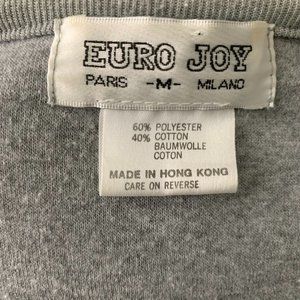 EURO JOY
PARIS -M- MILANO
60% POLYESTER
40% COTTON
BAUMWOLLE
COTON
MADE IN HONG KONG
CARE ON REVERSE